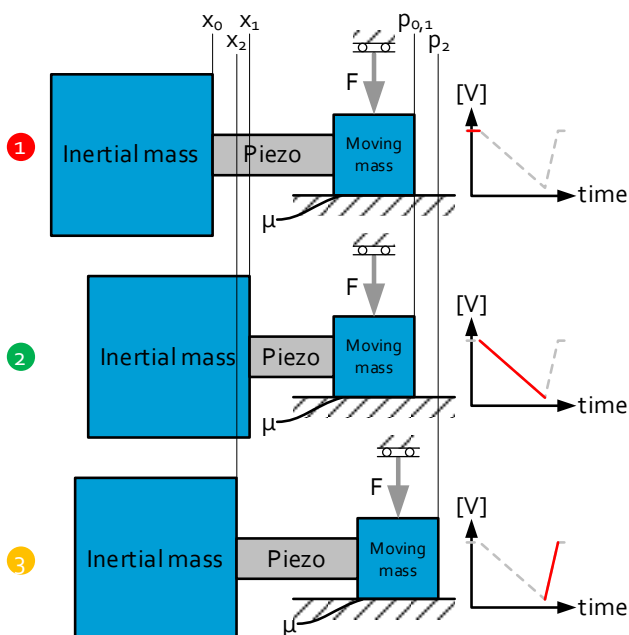 x₀ x₁ p₀,₁
x₂ p₂
F [V]
1 Inertial mass Piezo Moving
mass
time
μ
F [V]
2 Inertial mass Piezo Moving
mass
time
μ
F [V]
3 Inertial mass Piezo Moving
mass
time
μ